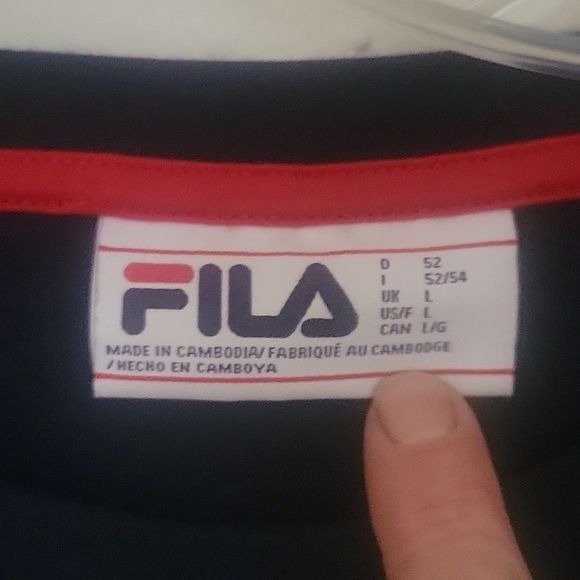 FILA
D 52
I 52/54
UK L
US/F L
CAN L/G
MADE IN CAMBODIA/FABRIQUÉ AU CAMBODGE
/HECHO EN CAMBOYA